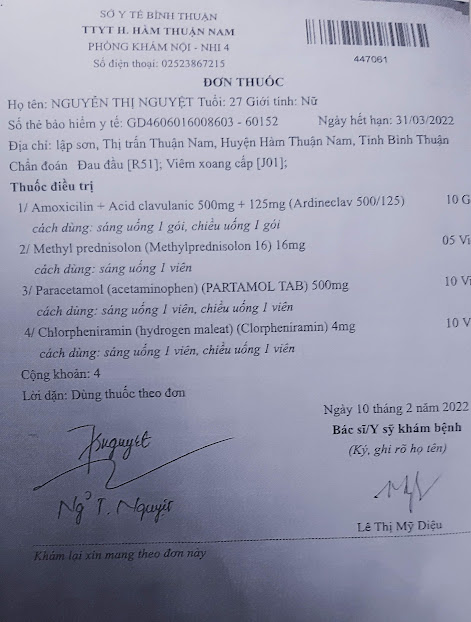 SỞ Y TẾ BÌNH THUẬN
TTYT H. HÀM THUẬN NAM
PHÒNG KHÁM NỘI - NHI 4
Số điện thoại: 02523867215
447061
ĐƠN THUỐC
Họ tên: NGUYỄN THỊ NGUYỆT Tuổi: 27 Giới tính: Nữ
Số thẻ bảo hiểm y tế: GD4606016008603 - 60152 Ngày hết hạn: 31/03/2022
Địa chỉ: lập sơn, Thị trấn Thuận Nam, Huyện Hàm Thuận Nam, Tỉnh Bình Thuận
Chẩn đoán Đau đầu [R51]; Viêm xoang cấp [J01];
Thuốc điều trị
1/ Amoxicilin + Acid clavulanic 500mg + 125mg (Ardineclav 500/125) 10 G
cách dùng: sáng uống 1 gói, chiều uống 1 gói
2/ Methyl prednisolon (Methylprednisolon 16) 16mg 05 Vi
cách dùng: sáng uống 1 viên
3/ Paracetamol (acetaminophen) (PARTAMOL TAB) 500mg 10 Vi
cách dùng: sáng uống 1 viên, chiều uống 1 viên
4/ Chlorpheniramin (hydrogen maleat) (Clorpheniramin) 4mg 10 V
cách dùng: sáng uống 1 viên, chiều uống 1 viên
Cộng khoản: 4
Lời dặn: Dùng thuốc theo đơn
Ngày 10 tháng 2 năm 2022
Bác sĩ/Y sỹ khám bệnh
(Ký, ghi rõ họ tên)
Nguyệt
T. Nguyệt
Lê Thị Mỹ Diệu
Khám lại xin mang theo đơn này